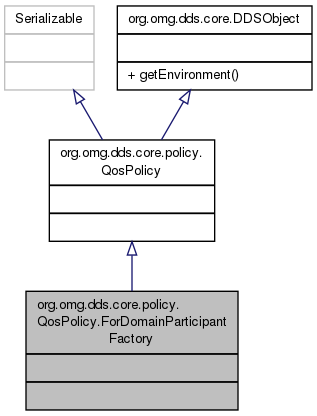 Serializable
org.omg.dds.core.DDSObject
+ getEnvironment()
org.omg.dds.core.policy.
QosPolicy
org.omg.dds.core.policy.
QosPolicy.ForDomainParticipant
Factory